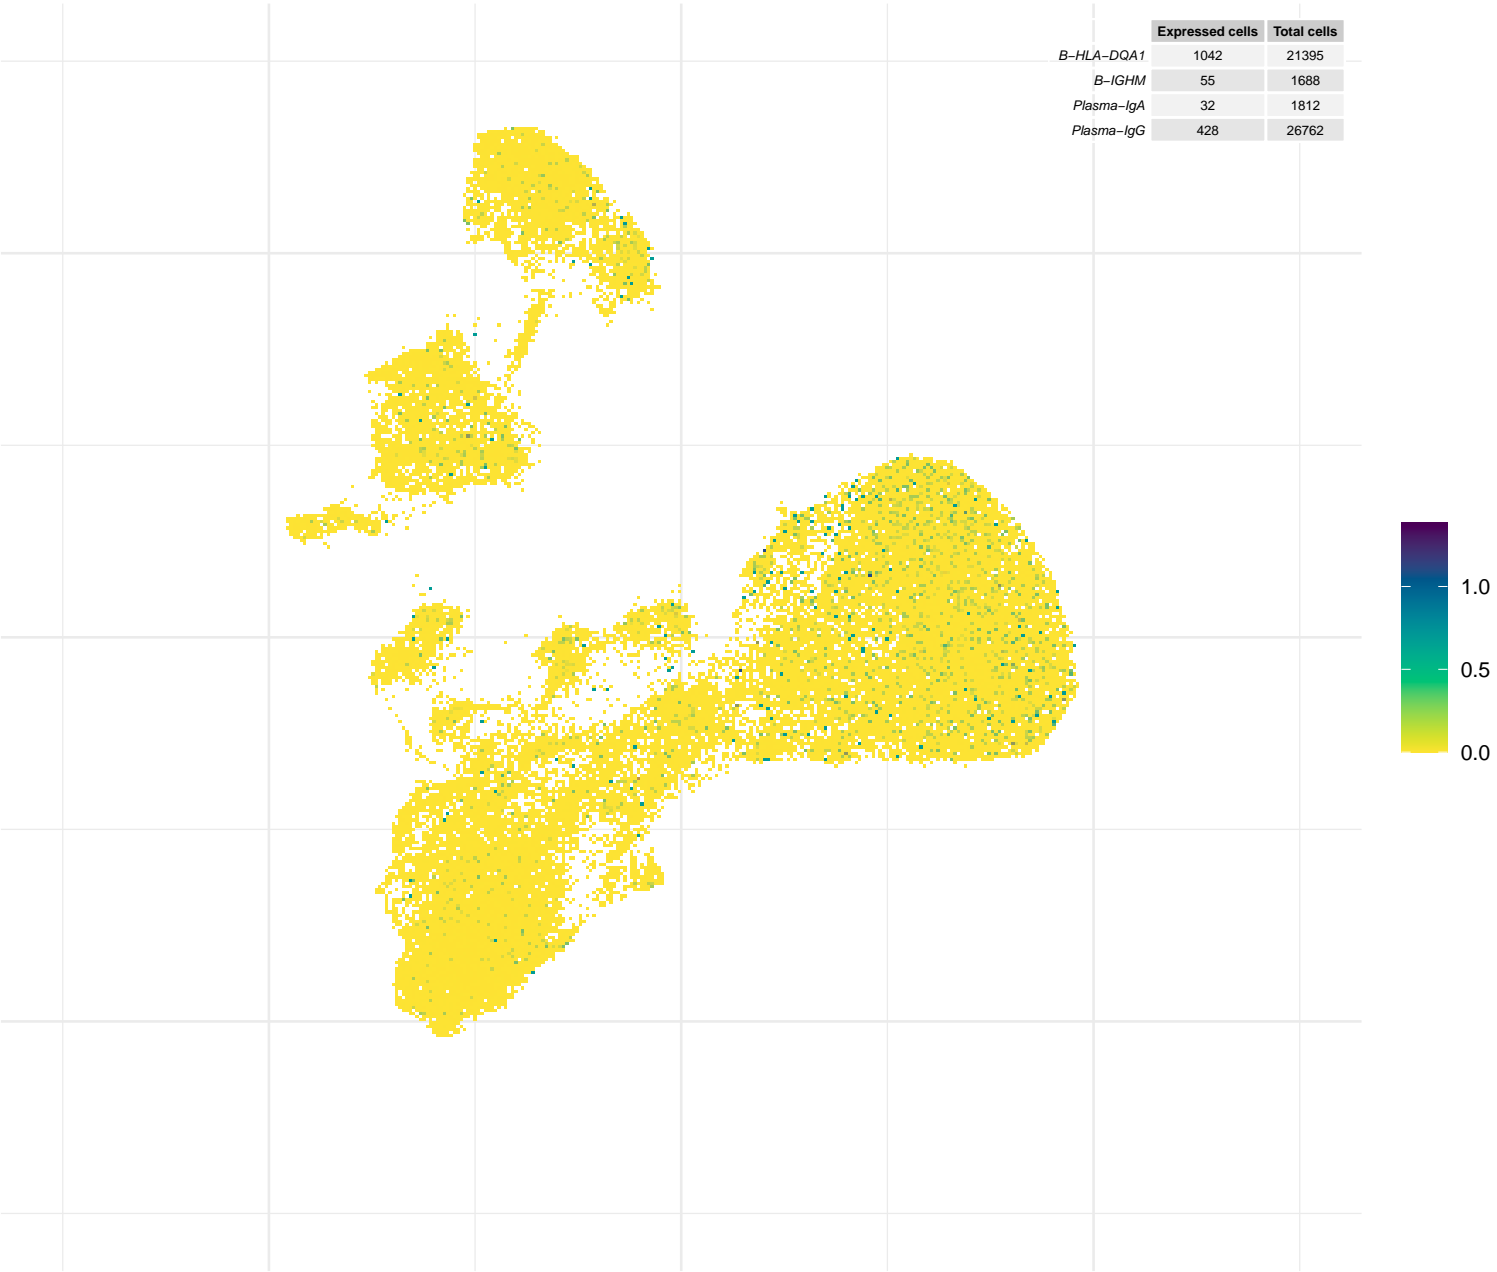 Expressed cells Total cells
B−HLA−DQA1 1042 21395
B−IGHM 55 1688
Plasma−IgA 32 1812
Plasma−IgG 428 26762
1.0
0.5
0.0